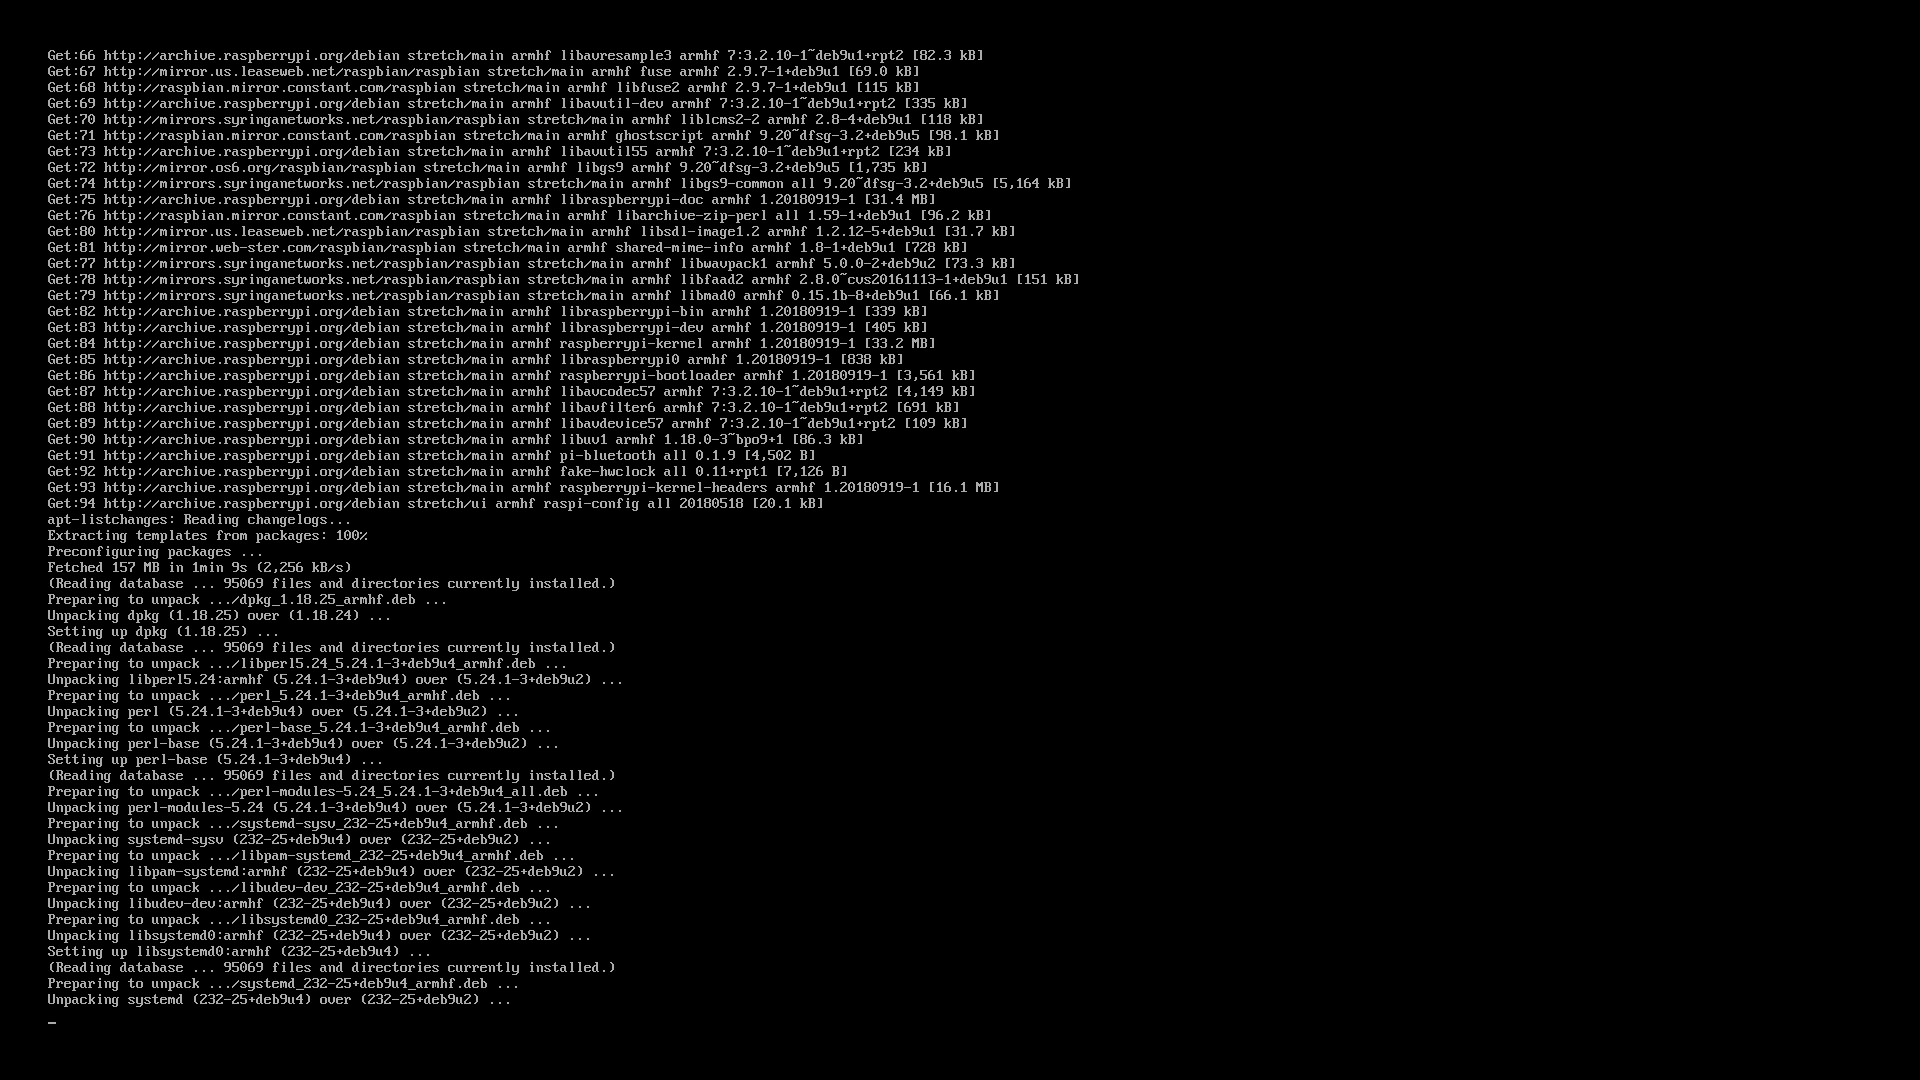 Get:66 http://archive.raspberrypi.org/debian stretch/main armhf libavresample3 armhf 7:3.2.10-1~deb9u1+rpt2 [82.3 kB]
Get:67 http://mirror.us.leaseweb.net/raspbian/raspbian stretch/main armhf fuse armhf 2.9.7-1+deb9u1 [69.0 kB]
Get:68 http://raspbian.mirror.constant.com/raspbian stretch/main armhf libfuse2 armhf 2.9.7-1+deb9u1 [115 kB]
Get:69 http://archive.raspberrypi.org/debian stretch/main armhf libavutil-dev armhf 7:3.2.10-1~deb9u1+rpt2 [335 kB]
Get:70 http://mirrors.syringanetworks.net/raspbian/raspbian stretch/main armhf liblcms2-2 armhf 2.8-4+deb9u1 [118 kB]
Get:71 http://raspbian.mirror.constant.com/raspbian stretch/main armhf ghostscript armhf 9.20~dfsg-3.2+deb9u5 [98.1 kB]
Get:73 http://archive.raspberrypi.org/debian stretch/main armhf libavutil55 armhf 7:3.2.10-1~deb9u1+rpt2 [234 kB]
Get:72 http://mirror.os6.org/raspbian/raspbian stretch/main armhf libgs9 armhf 9.20~dfsg-3.2+deb9u5 [1,735 kB]
Get:74 http://mirrors.syringanetworks.net/raspbian/raspbian stretch/main armhf libgs9-common all 9.20~dfsg-3.2+deb9u5 [5,164 kB]
Get:75 http://archive.raspberrypi.org/debian stretch/main armhf libraspberrypi-doc armhf 1.20180919-1 [31.4 MB]
Get:76 http://raspbian.mirror.constant.com/raspbian stretch/main armhf libarchive-zip-perl all 1.59-1+deb9u1 [96.2 kB]
Get:80 http://mirror.us.leaseweb.net/raspbian/raspbian stretch/main armhf libsdl-image1.2 armhf 1.2.12-5+deb9u1 [31.7 kB]
Get:81 http://mirror.web-ster.com/raspbian/raspbian stretch/main armhf shared-mime-info armhf 1.8-1+deb9u1 [728 kB]
Get:77 http://mirrors.syringanetworks.net/raspbian/raspbian stretch/main armhf libwavpack1 armhf 5.0.0-2+deb9u2 [73.3 kB]
Get:78 http://mirrors.syringanetworks.net/raspbian/raspbian stretch/main armhf libfaad2 armhf 2.8.0~cvs20161113-1+deb9u1 [151 kB]
Get:79 http://mirrors.syringanetworks.net/raspbian/raspbian stretch/main armhf libmad0 armhf 0.15.1b-8+deb9u1 [66.1 kB]
Get:82 http://archive.raspberrypi.org/debian stretch/main armhf libraspberrypi-bin armhf 1.20180919-1 [339 kB]
Get:83 http://archive.raspberrypi.org/debian stretch/main armhf libraspberrypi-dev armhf 1.20180919-1 [405 kB]
Get:84 http://archive.raspberrypi.org/debian stretch/main armhf raspberrypi-kernel armhf 1.20180919-1 [33.2 MB]
Get:85 http://archive.raspberrypi.org/debian stretch/main armhf libraspberrypi0 armhf 1.20180919-1 [838 kB]
Get:86 http://archive.raspberrypi.org/debian stretch/main armhf raspberrypi-bootloader armhf 1.20180919-1 [3,561 kB]
Get:87 http://archive.raspberrypi.org/debian stretch/main armhf libavcodec57 armhf 7:3.2.10-1~deb9u1+rpt2 [4,149 kB]
Get:88 http://archive.raspberrypi.org/debian stretch/main armhf libavfilter6 armhf 7:3.2.10-1~deb9u1+rpt2 [691 kB]
Get:89 http://archive.raspberrypi.org/debian stretch/main armhf libavdevice57 armhf 7:3.2.10-1~deb9u1+rpt2 [109 kB]
Get:90 http://archive.raspberrypi.org/debian stretch/main armhf libuv1 armhf 1.18.0-3~bpo9+1 [86.3 kB]
Get:91 http://archive.raspberrypi.org/debian stretch/main armhf pi-bluetooth all 0.1.9 [4,502 B]
Get:92 http://archive.raspberrypi.org/debian stretch/main armhf fake-hwclock all 0.11+rpt1 [7,126 B]
Get:93 http://archive.raspberrypi.org/debian stretch/main armhf raspberrypi-kernel-headers armhf 1.20180919-1 [16.1 MB]
Get:94 http://archive.raspberrypi.org/debian stretch/ui armhf raspi-config all 20180518 [20.1 kB]
apt-listchanges: Reading changelogs...
Extracting templates from packages: 100%
Preconfiguring packages ...
Fetched 157 MB in 1min 9s (2,256 kB/s)
(Reading database ... 95069 files and directories currently installed.)
Preparing to unpack .../dpkg_1.18.25_armhf.deb ...
Unpacking dpkg (1.18.25) over (1.18.24) ...
Setting up dpkg (1.18.25) ...
(Reading database ... 95069 files and directories currently installed.)
Preparing to unpack .../libperl5.24_5.24.1-3+deb9u4_armhf.deb ...
Unpacking libperl5.24:armhf (5.24.1-3+deb9u4) over (5.24.1-3+deb9u2) ...
Preparing to unpack .../perl_5.24.1-3+deb9u4_armhf.deb ...
Unpacking perl (5.24.1-3+deb9u4) over (5.24.1-3+deb9u2) ...
Preparing to unpack .../perl-base_5.24.1-3+deb9u4_armhf.deb ...
Unpacking perl-base (5.24.1-3+deb9u4) over (5.24.1-3+deb9u2) ...
Setting up perl-base (5.24.1-3+deb9u4) ...
(Reading database ... 95069 files and directories currently installed.)
Preparing to unpack .../perl-modules-5.24_5.24.1-3+deb9u4_all.deb ...
Unpacking perl-modules-5.24 (5.24.1-3+deb9u4) over (5.24.1-3+deb9u2) ...
Preparing to unpack .../systemd-sysv_232-25+deb9u4_armhf.deb ...
Unpacking systemd-sysv (232-25+deb9u4) over (232-25+deb9u2) ...
Preparing to unpack .../libpam-systemd_232-25+deb9u4_armhf.deb ...
Unpacking libpam-systemd:armhf (232-25+deb9u4) over (232-25+deb9u2) ...
Preparing to unpack .../libudev-dev_232-25+deb9u4_armhf.deb ...
Unpacking libudev-dev:armhf (232-25+deb9u4) over (232-25+deb9u2) ...
Preparing to unpack .../libsystemd0_232-25+deb9u4_armhf.deb ...
Unpacking libsystemd0:armhf (232-25+deb9u4) over (232-25+deb9u2) ...
Setting up libsystemd0:armhf (232-25+deb9u4) ...
(Reading database ... 95069 files and directories currently installed.)
Preparing to unpack .../systemd_232-25+deb9u4_armhf.deb ...
Unpacking systemd (232-25+deb9u4) over (232-25+deb9u2) ...